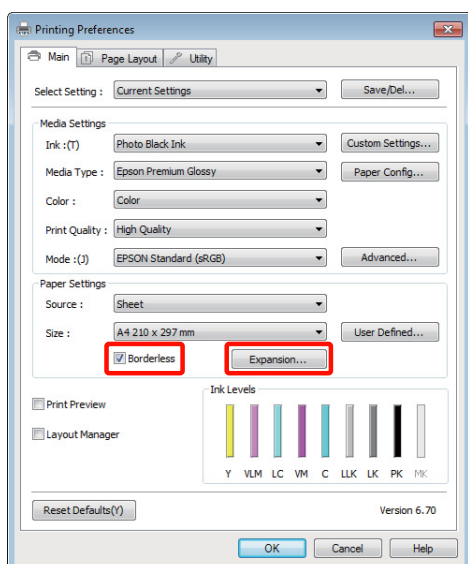 Printing Preferences
Main Page Layout Utility
Select Setting : Current Settings Save/Del...
Media Settings
Ink :(T) Photo Black Ink Custom Settings...
Media Type : Epson Premium Glossy Paper Config...
Color : Color
Print Quality : High Quality
Mode :(J) EPSON Standard (sRGB) Advanced...
Paper Settings
Source : Sheet
Size : A4 210 x 297 mm User Defined...
Borderless Expansion...
Ink Levels
Print Preview
Layout Manager
Y VLM LC VM C LLK LK PK MK
Reset Defaults(Y) Version 6.70
OK Cancel Help